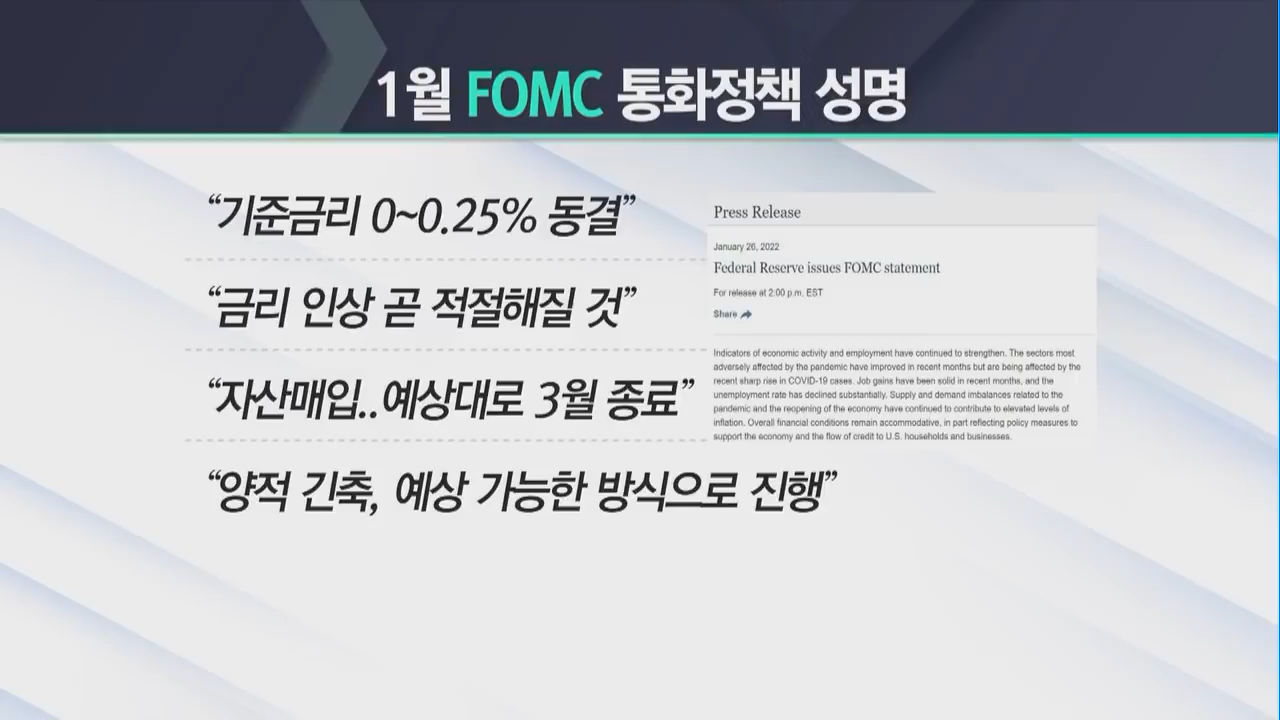 1월 FOMC 통화정책 성명
“기준금리 0~0.25% 동결”
“금리 인상 곧 적절해질 것”
“자산매입..예상대로 3월 종료”
“양적 긴축, 예상 가능한 방식으로 진행”
Press Release
January 26, 2022
Federal Reserve issues FOMC statement
For release at 2:00 p.m. EST
Share
Indicators of economic activity and employment have continued to strengthen. The sectors most
adversely affected by the pandemic have improved in recent months but are being affected by the
recent sharp rise in COVID-19 cases. Job gains have been solid in recent months, and the
unemployment rate has declined substantially. Supply and demand imbalances related to the
pandemic and the reopening of the economy have continued to contribute to elevated levels of
inflation. Overall financial conditions remain accommodative, in part reflecting policy measures to
support the economy and the flow of credit to U.S. households and businesses.